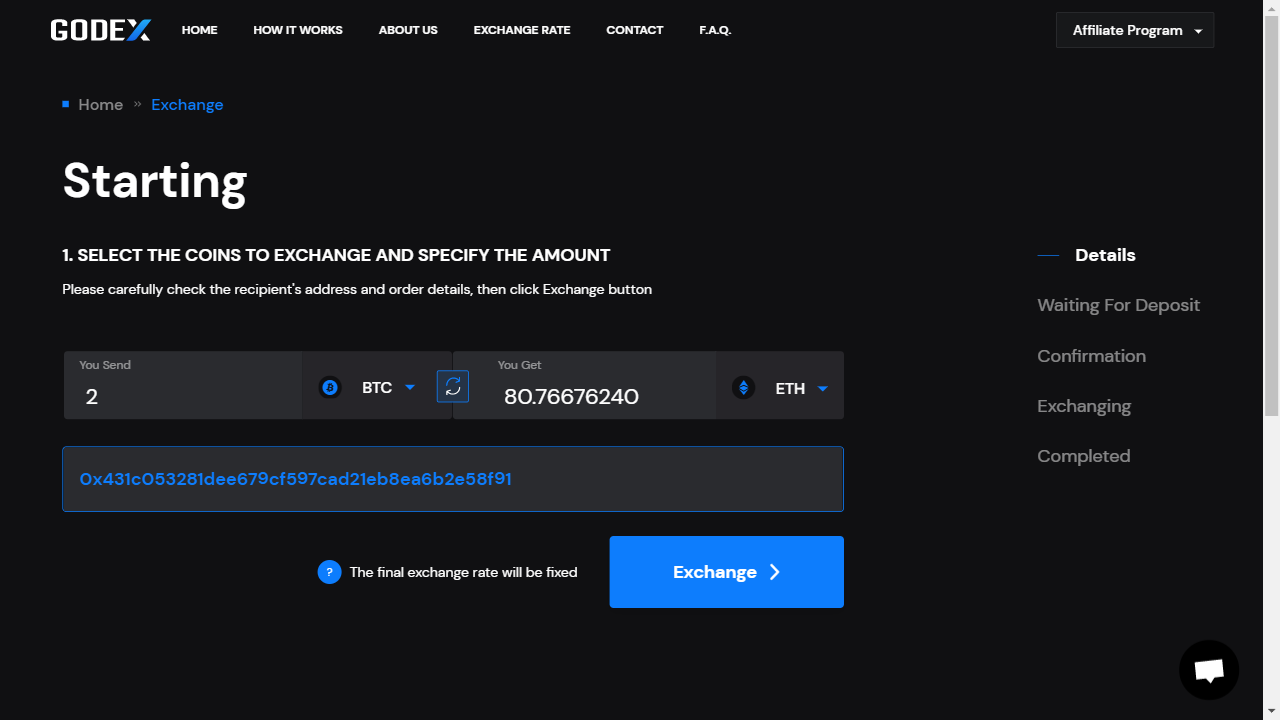 GODEX
HOME
HOW IT WORKS
ABOUT US
EXCHANGE RATE
CONTACT
F.A.Q.
Affiliate Program
Home » Exchange
Starting
1. SELECT THE COINS TO EXCHANGE AND SPECIFY THE AMOUNT
Please carefully check the recipient's address and order details, then click Exchange button
You Send
2
BTC
You Get
80.76676240
ETH
0x431c053281dee679cf597cad21eb8ea6b2e58f91
? The final exchange rate will be fixed
Exchange
Details
Waiting For Deposit
Confirmation
Exchanging
Completed